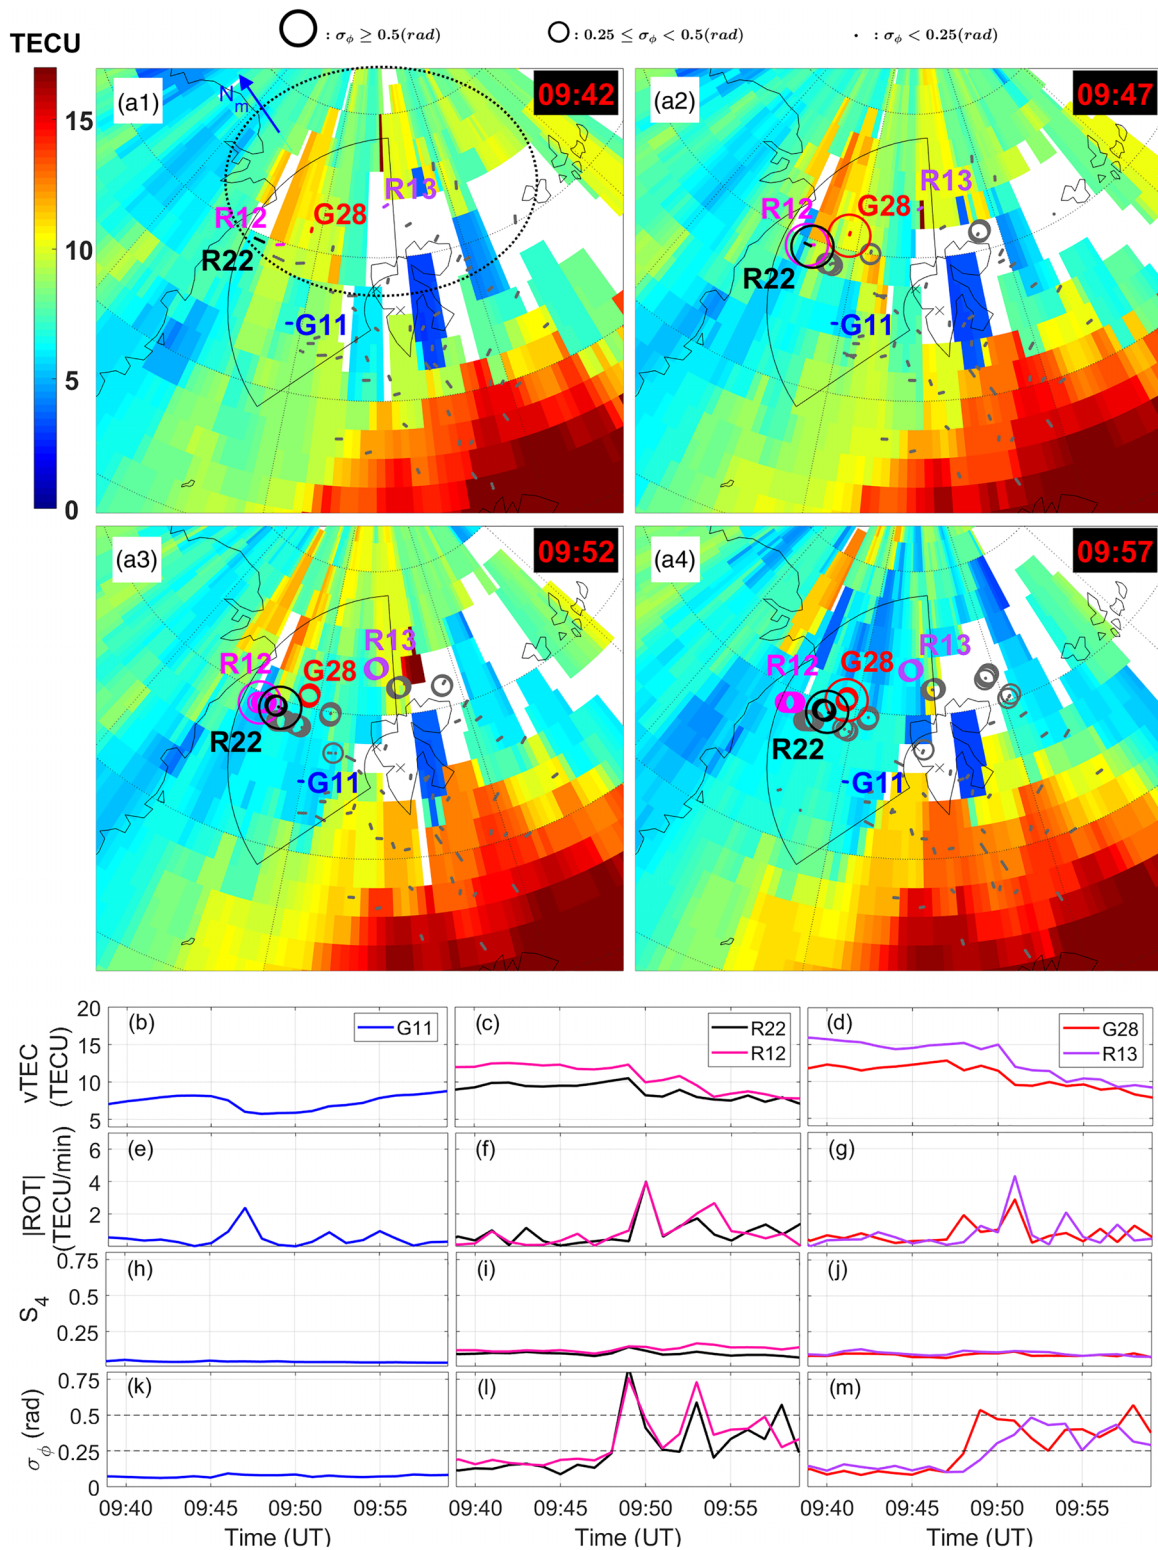 : σϕ ≥ 0.5(rad) : 0.25 ≤ σϕ < 0.5(rad) : σϕ < 0.25(rad)
TECU
15
10
5
0
(a1) Nm 09:42
R13
R12 G28
R22
G11
(a2) 09:47
R13
R12 G28
R22
G11
(a3) 09:52
R13
R12 G28
R22
G11
(a4) 09:57
R13
R12 G28
R22
G11
vTEC
(TECU)
20
15
10
5
(b) G11
(c) R22
R12
(d) G28
R13
|ROT|
(TECU/min)
6
4
2
(e) (f) (g)
S4
0.75
0.5
0.25
(h) (i) (j)
σϕ (rad)
0.75
0.5
0.25
0
(k) (l) (m)
09:40 09:45 09:50 09:55 09:40 09:45 09:50 09:55 09:40 09:45 09:50 09:55
Time (UT) Time (UT) Time (UT)